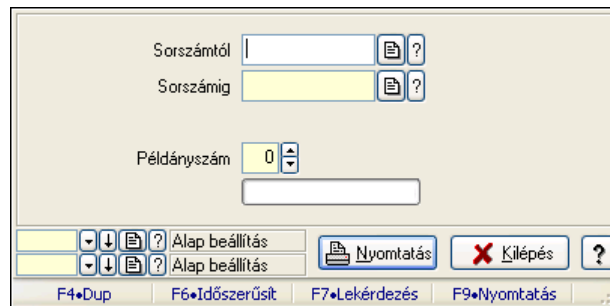 Sorszámtól ?
Sorszámig ?
Példányszám 0
? Alap beállítás
? Alap beállítás
Nyomtatás Kilépés ?
F4•Dup F6•Időszerűsít F7•Lekérdezés F9•Nyomtatás